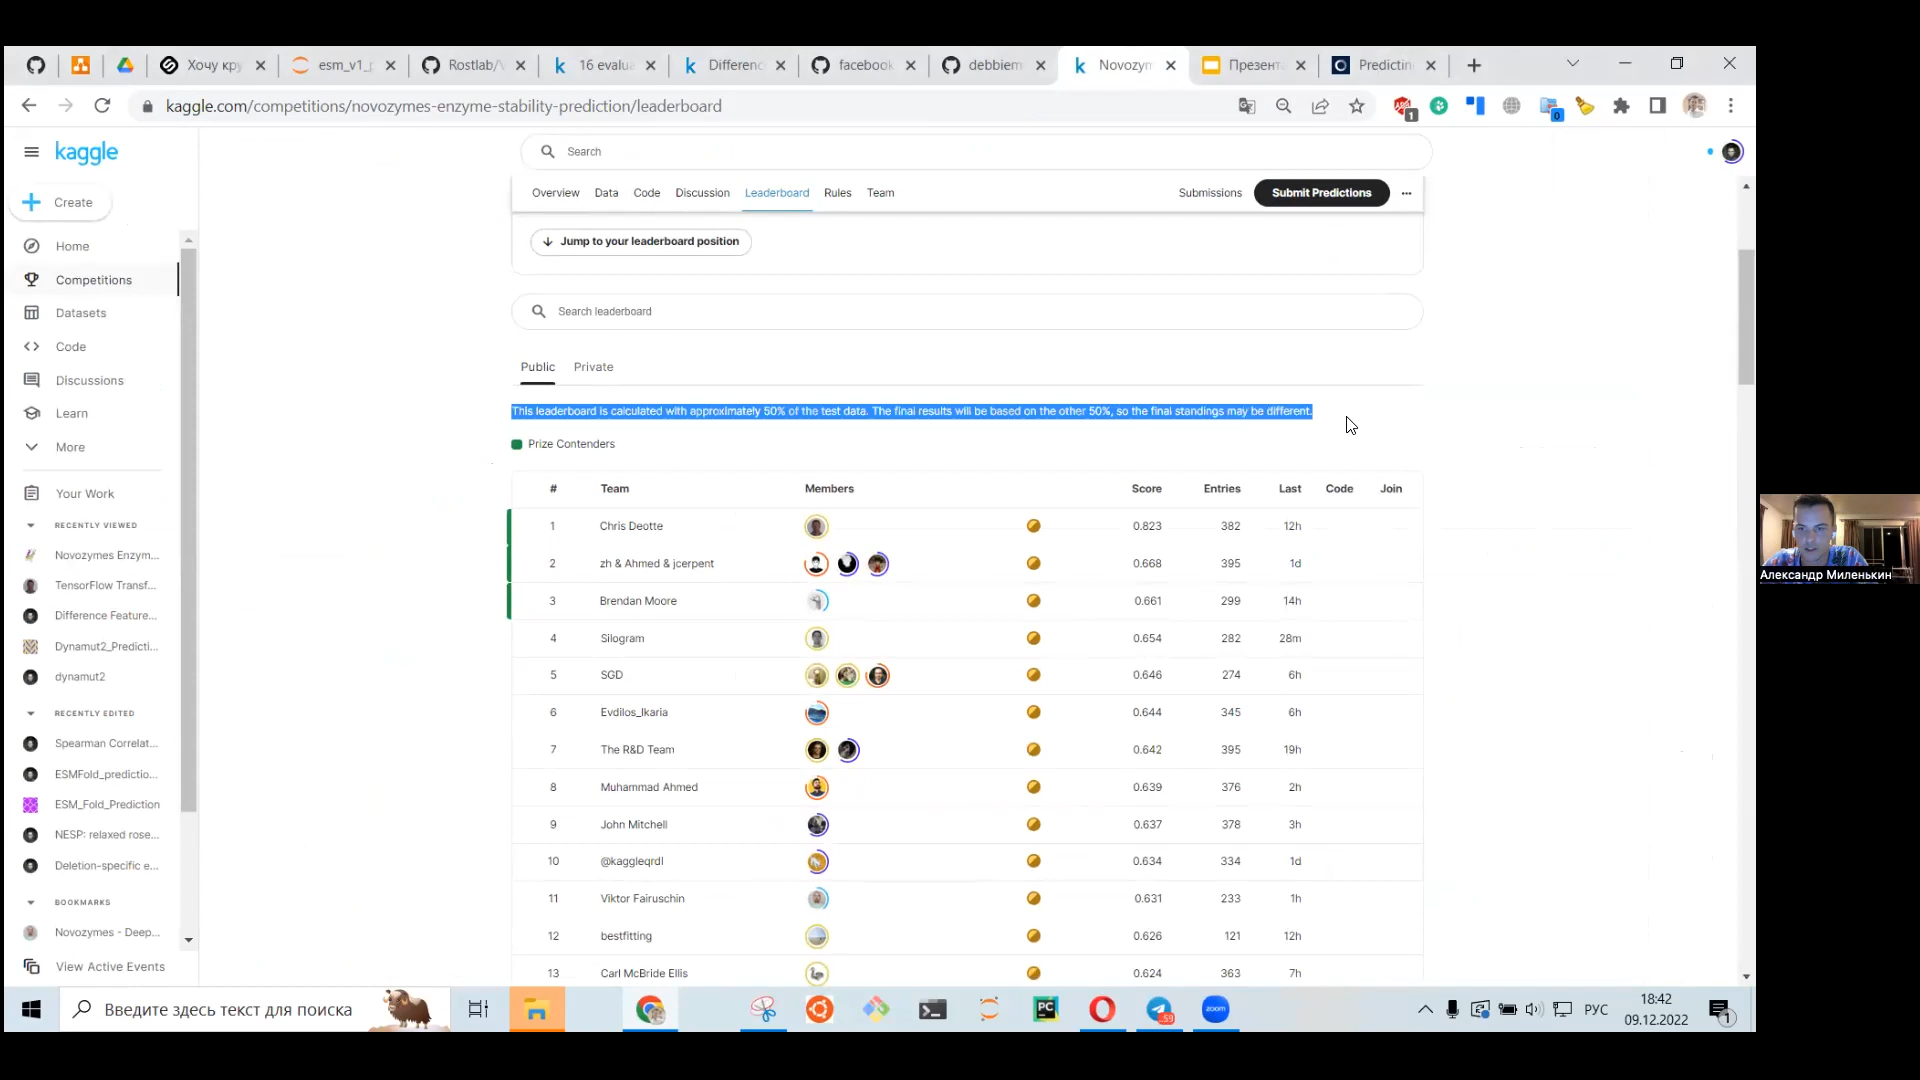 Хочу кру
esm_v1_
Rostlab/
16 evalua
Differenc
facebook
debbiem
Novozym
Презент
Predictin
kaggle.com/competitions/novozymes-enzyme-stability-prediction/leaderboard
1
0
kaggle
Search
Create
Overview Data Code Discussion Leaderboard Rules Team Submissions Submit Predictions
Home
Competitions
Datasets
Code
Discussions
Learn
More
Your Work
RECENTLY VIEWED
Novozymes Enzym...
TensorFlow Transf...
Difference Feature...
Dynamut2_Predicti...
dynamut2
RECENTLY EDITED
Spearman Correlat...
ESMFold_predictio...
ESM_Fold_Prediction
NESP: relaxed rose...
Deletion-specific e...
BOOKMARKS
Novozymes - Deep...
View Active Events
Jump to your leaderboard position
Search leaderboard
Public Private
This leaderboard is calculated with approximately 50% of the test data. The final results will be based on the other 50%, so the final standings may be different.
Prize Contenders
# Team Members Score Entries Last Code Join
1 Chris Deotte 0.823 382 12h
2 zh & Ahmed & jcerpent 0.668 395 1d
3 Brendan Moore 0.661 299 14h
4 Silogram 0.654 282 28m
5 SGD 0.646 274 6h
6 Evdilos_Ikaria 0.644 345 6h
7 The R&D Team 0.642 395 19h
8 Muhammad Ahmed 0.639 376 2h
9 John Mitchell 0.637 378 3h
10 @kaggleqrdl 0.634 334 1d
11 Viktor Fairuschin 0.631 233 1h
12 bestfitting 0.626 121 12h
13 Carl McBride Ellis 0.624 363 7h
Александр Миленькин
Введите здесь текст для поиска
PC
59
zoom
РУС
18:42
09.12.2022
1